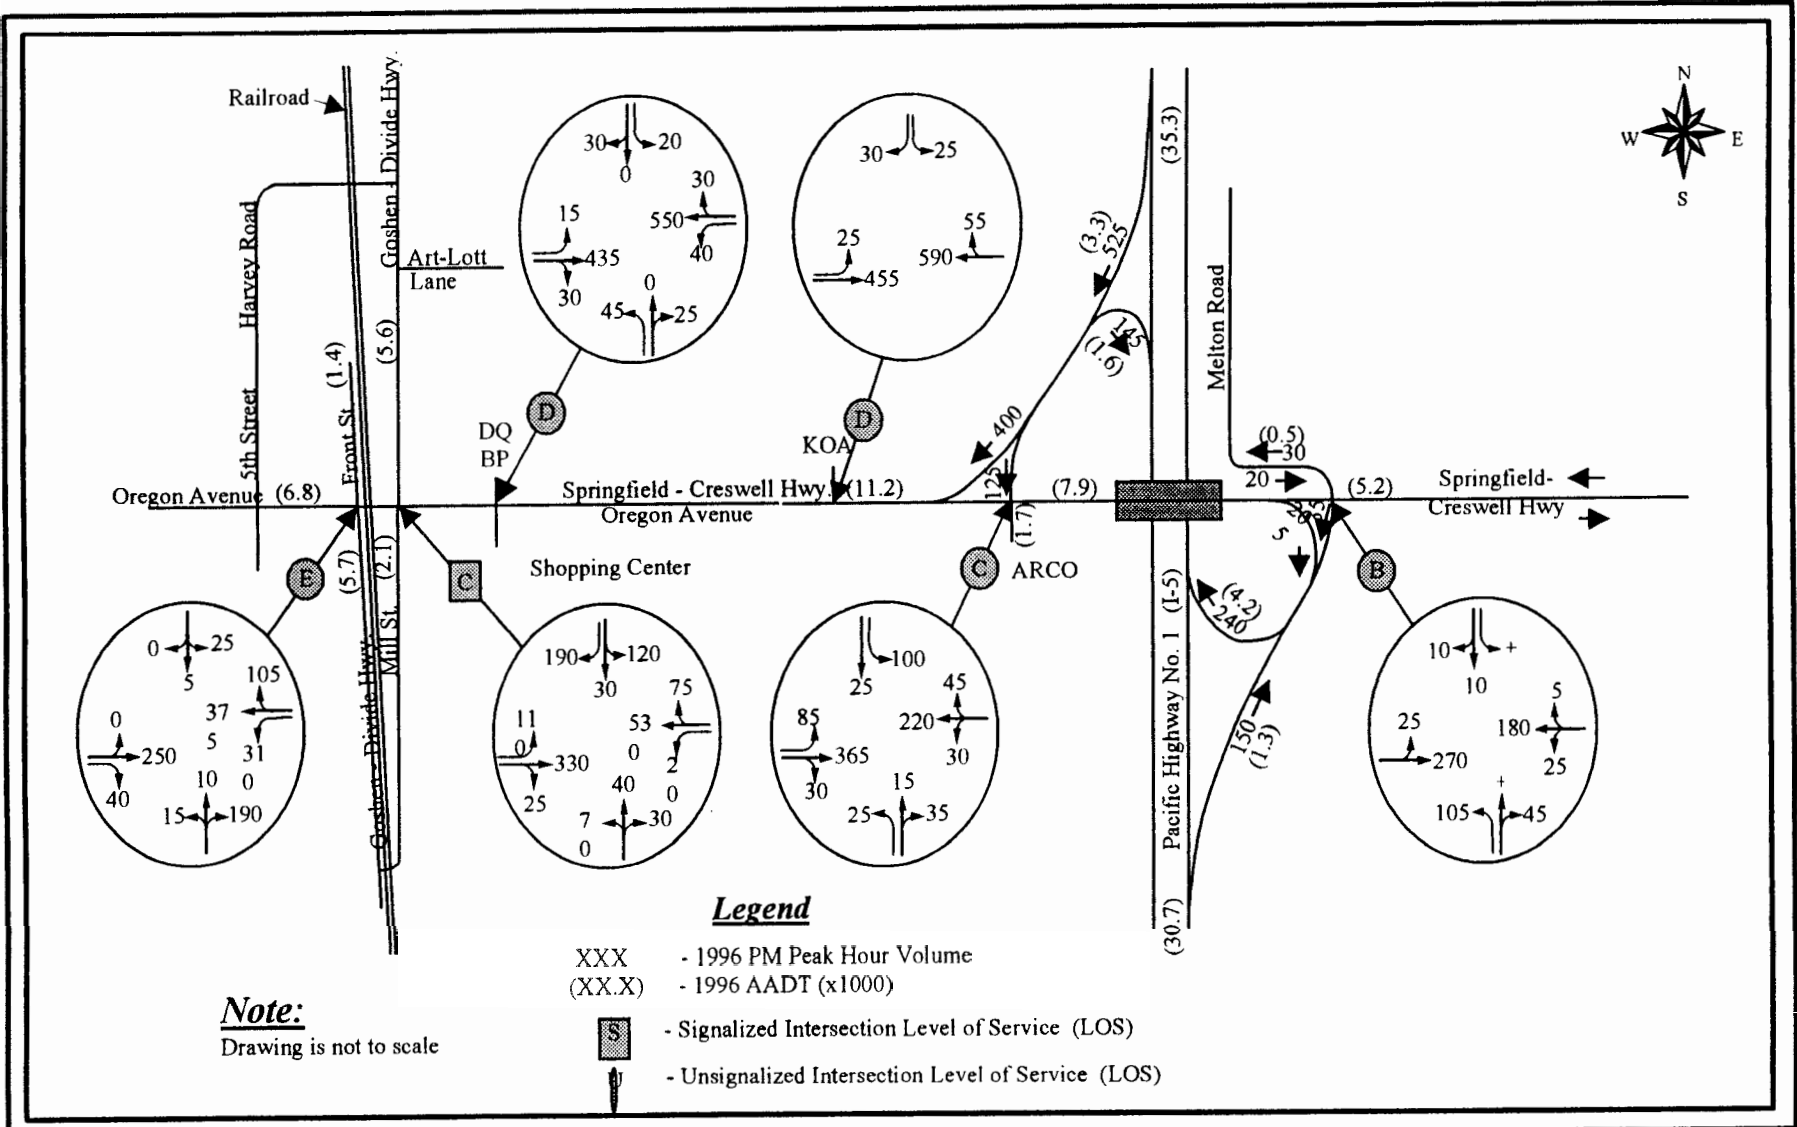 Railroad
Goshen - Divide Hwy.
Harvey Road
5th Street
Front St.
(1.4)
(5.6)
Art-Lott
Lane
30
20
0
30
550
40
15
435
30
0
45
25
D
DQ
BP
30
25
25
455
55
590
D
KOA
(35.3)
(3.3)
525
145
(1.6)
400
125
(1.7)
Melton Road
(0.5)
30
20
N
W
E
S
Oregon Avenue (6.8)
Springfield - Creswell Hwy.
(11.2)
Oregon Avenue
(7.9)
(5.2)
Springfield-
Creswell Hwy
5
E
(5.7)
(2.1)
Mill St.
Goshen - Divide Hwy.
C
Shopping Center
C
ARCO
Pacific Highway No. 1 (I-5)
(4.2)
240
150
(1.3)
(30.7)
B
0
25
5
105
37
5
31
0
0
250
40
10
15
190
190
120
30
75
53
0
2
0
11
0
330
25
40
7
30
0
100
25
45
220
30
85
365
30
15
25
35
10
+
10
5
180
25
25
270
+
105
45
Legend
XXX - 1996 PM Peak Hour Volume
(XX.X) - 1996 AADT (x1000)
S - Signalized Intersection Level of Service (LOS)
U - Unsignalized Intersection Level of Service (LOS)
Note:
Drawing is not to scale